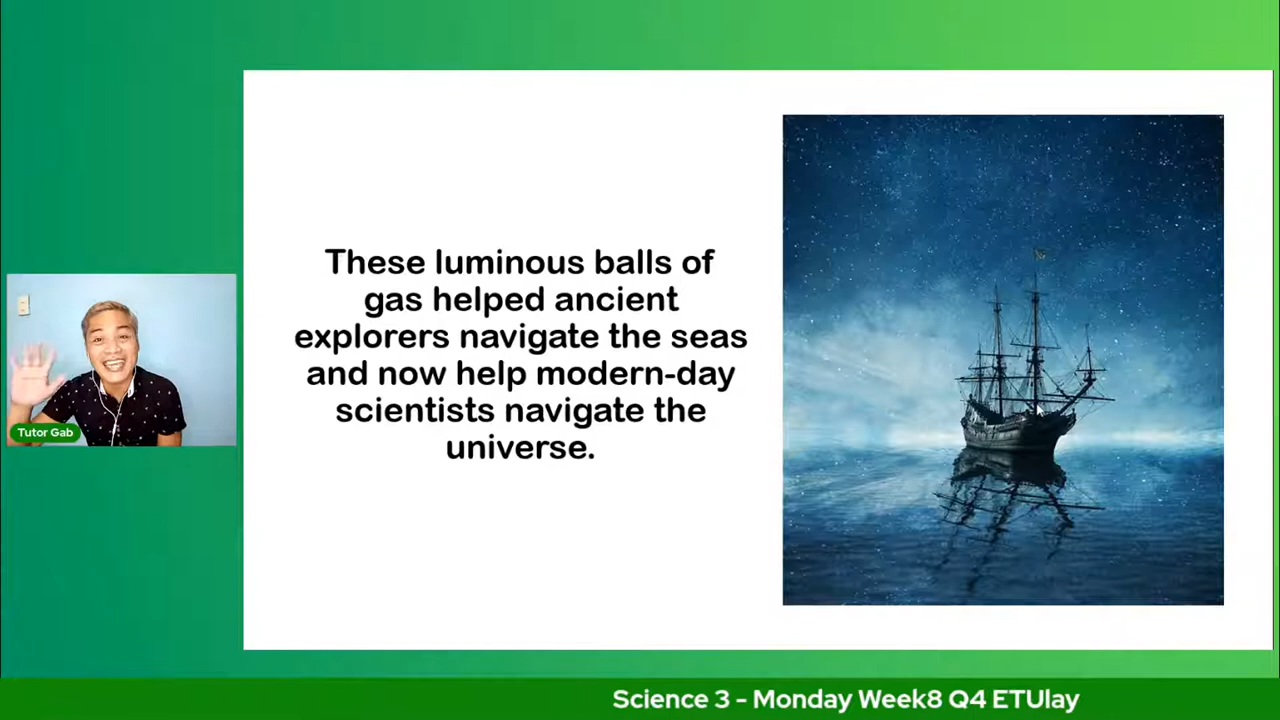 These luminous balls of
gas helped ancient
explorers navigate the seas
and now help modern-day
scientists navigate the
universe.
Tutor Gab
Science 3 - Monday Week8 Q4 ETUlay